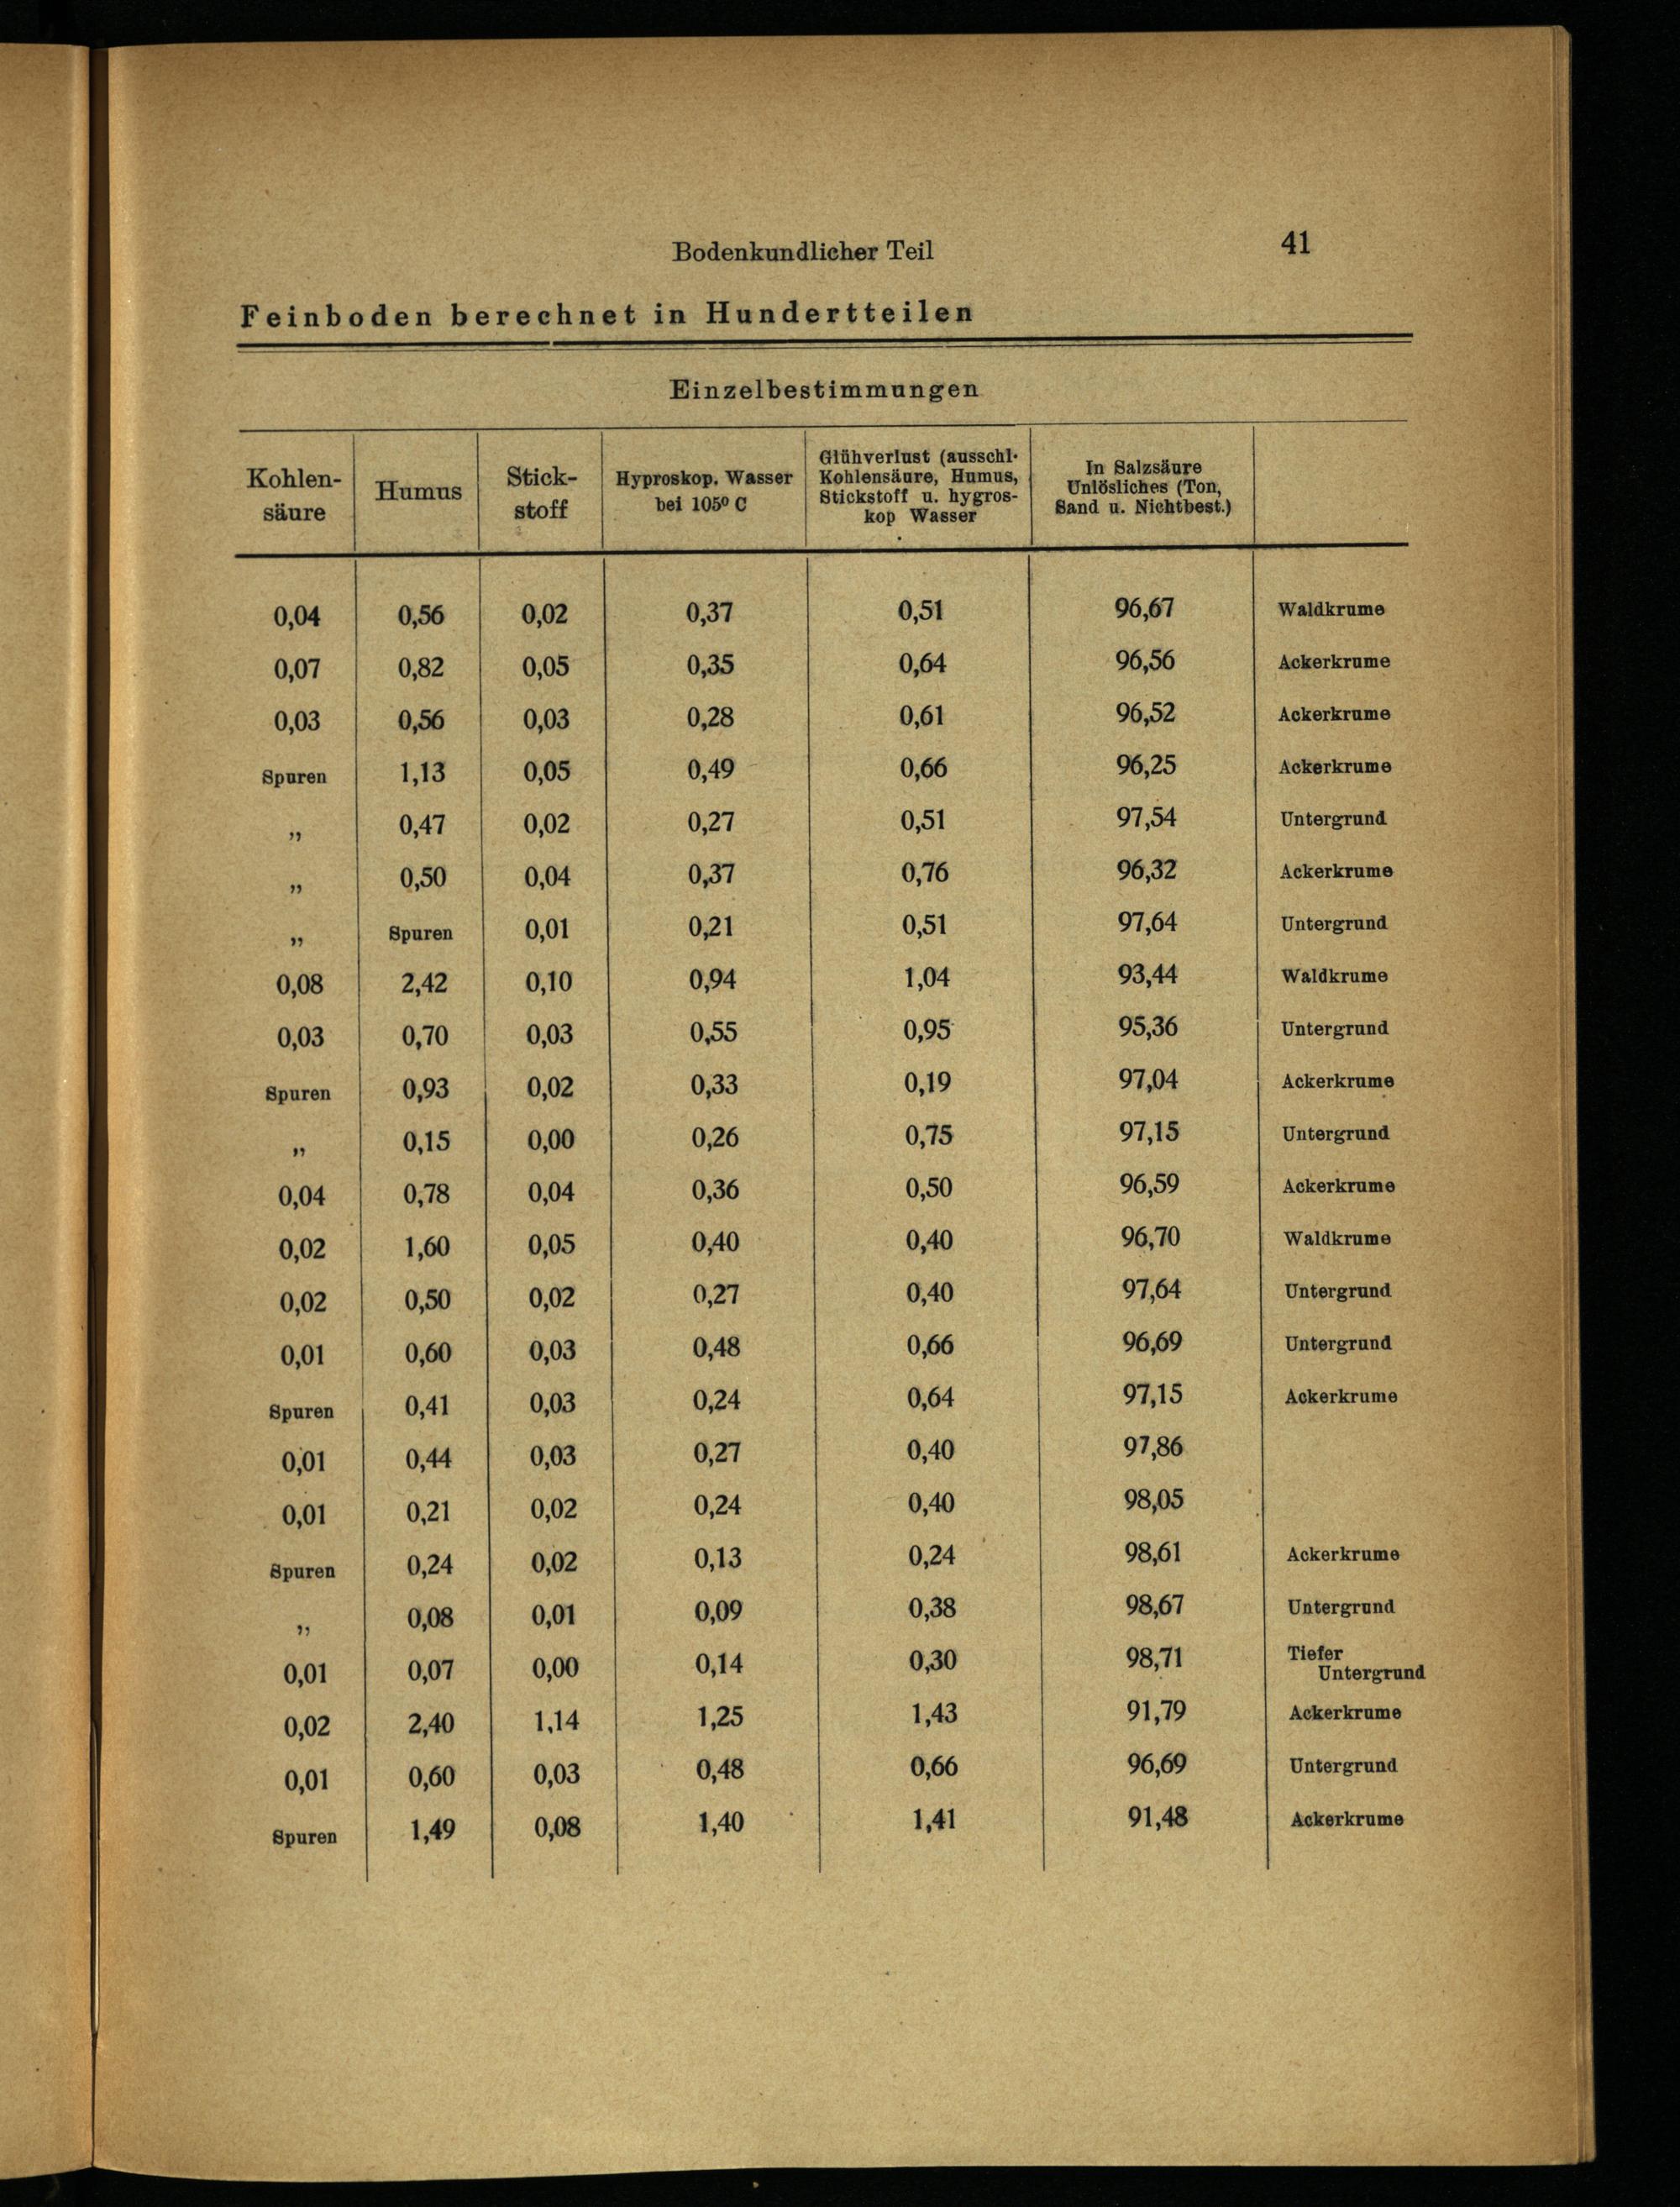 Bodenkundlicher Teil 41
Feinboden berechnet in Hundertteilen
Einzelbestimmungen
Kohlen-
säure
Humus
Stick-
stoff
Hyproskop. Wasser
bei 105⁰ C
Glühverlust (ausschl.
Kohlensäure, Humus,
Stickstoff u. hygros-
kop Wasser
In Salzsäure
Unlösliches (Ton,
Sand u. Nichtbest.)
0,04 0,56 0,02 0,37 0,51 96,67 Waldkrume
0,07 0,82 0,05 0,35 0,64 96,56 Ackerkrume
0,03 0,56 0,03 0,28 0,61 96,52 Ackerkrume
Spuren 1,13 0,05 0,49 0,66 96,25 Ackerkrume
„ 0,47 0,02 0,27 0,51 97,54 Untergrund
„ 0,50 0,04 0,37 0,76 96,32 Ackerkrume
„ Spuren 0,01 0,21 0,51 97,64 Untergrund
0,08 2,42 0,10 0,94 1,04 93,44 Waldkrume
0,03 0,70 0,03 0,55 0,95 95,36 Untergrund
Spuren 0,93 0,02 0,33 0,19 97,04 Ackerkrume
„ 0,15 0,00 0,26 0,75 97,15 Untergrund
0,04 0,78 0,04 0,36 0,50 96,59 Ackerkrume
0,02 1,60 0,05 0,40 0,40 96,70 Waldkrume
0,02 0,50 0,02 0,27 0,40 97,64 Untergrund
0,01 0,60 0,03 0,48 0,66 96,69 Untergrund
Spuren 0,41 0,03 0,24 0,64 97,15 Ackerkrume
0,01 0,44 0,03 0,27 0,40 97,86
0,01 0,21 0,02 0,24 0,40 98,05
Spuren 0,24 0,02 0,13 0,24 98,61 Ackerkrume
„ 0,08 0,01 0,09 0,38 98,67 Untergrund
0,01 0,07 0,00 0,14 0,30 98,71 Tiefer
Untergrund
0,02 2,40 1,14 1,25 1,43 91,79 Ackerkrume
0,01 0,60 0,03 0,48 0,66 96,69 Untergrund
Spuren 1,49 0,08 1,40 1,41 91,48 Ackerkrume